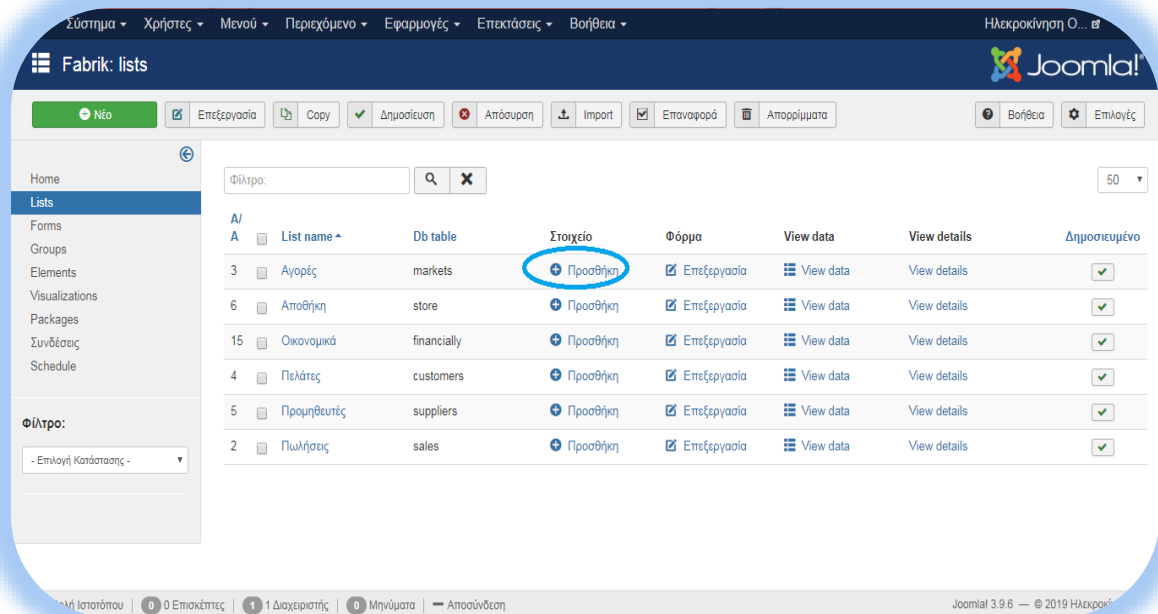 Σύστημα Χρήστες Μενού Περιεχόμενο Εφαρμογές Επεκτάσεις Βοήθεια Ηλεκροκίνηση Ο...
Fabrik: lists Joomla!
Νέο Επεξεργασία Copy Δημοσίευση Απόσυρση Import Επαναφορά Απορρίμματα Βοήθεια Επιλογές
Home
Lists
Forms
Groups
Elements
Visualizations
Packages
Συνδέσεις
Schedule
Φίλτρο:
- Επιλογή Κατάστασης -
Φίλτρο: 50
Α/Α List name Db table Στοιχείο Φόρμα View data View details Δημοσιευμένο
3 Αγορές markets Προσθήκη Επεξεργασία View data View details
6 Αποθήκη store Προσθήκη Επεξεργασία View data View details
15 Οικονομικά financially Προσθήκη Επεξεργασία View data View details
4 Πελάτες customers Προσθήκη Επεξεργασία View data View details
5 Προμηθευτές suppliers Προσθήκη Επεξεργασία View data View details
2 Πωλήσεις sales Προσθήκη Επεξεργασία View data View details
Ιστοτόπου 0 0 Επισκέπτες 1 1 Διαχειριστής 0 Μηνύματα Αποσύνδεση Joomla! 3.9.6 — © 2019